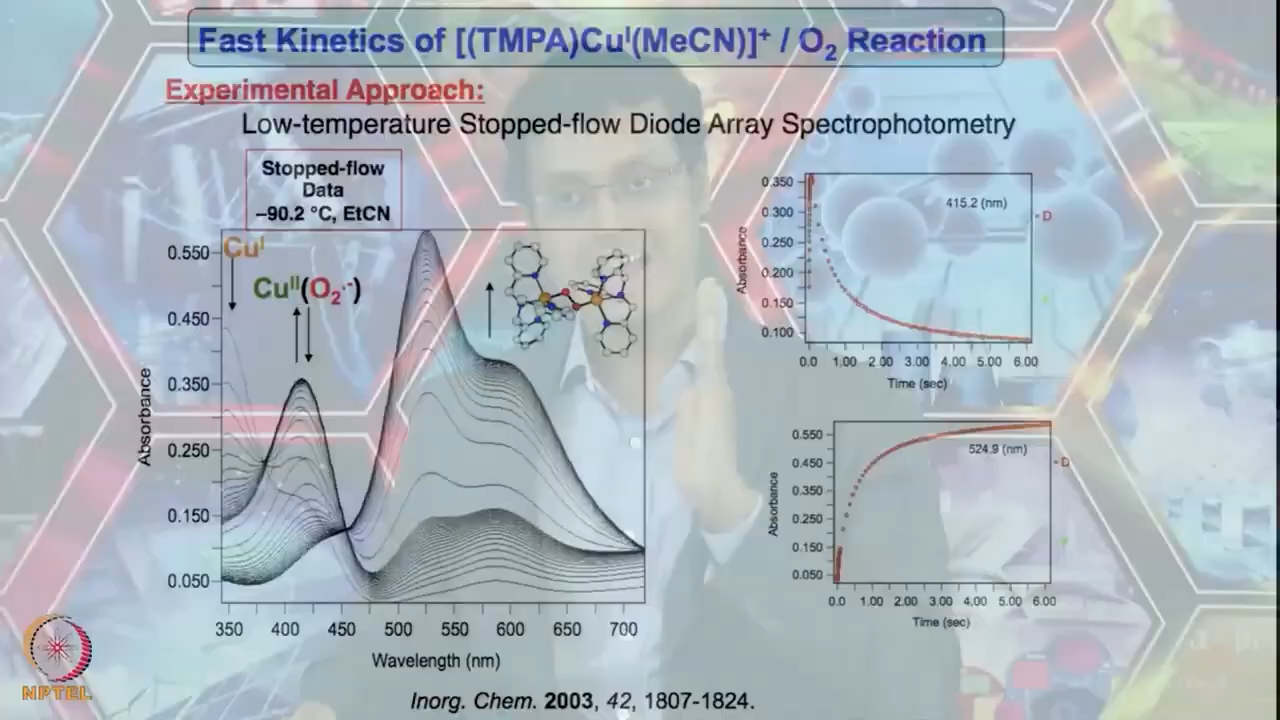 Fast Kinetics of [(TMPA)Cuᴵ(MeCN)]⁺ / O₂ Reaction
Experimental Approach:
Low-temperature Stopped-flow Diode Array Spectrophotometry
Stopped-flow
Data
–90.2 °C, EtCN
Cuᴵ
Cuᴵᴵ(O₂·⁻)
Absorbance
0.550
0.450
0.350
0.250
0.150
0.050
350 400 450 500 550 600 650 700
Wavelength (nm)
415.2 (nm)
D
Absorbance
0.350
0.300
0.250
0.200
0.150
0.100
0.0 1.00 2.00 3.00 4.00 5.00 6.00
Time (sec)
524.9 (nm)
D
Absorbance
0.550
0.450
0.350
0.250
0.150
0.050
0.0 1.00 2.00 3.00 4.00 5.00 6.00
Time (sec)
NPTEL
Inorg. Chem. 2003, 42, 1807-1824.